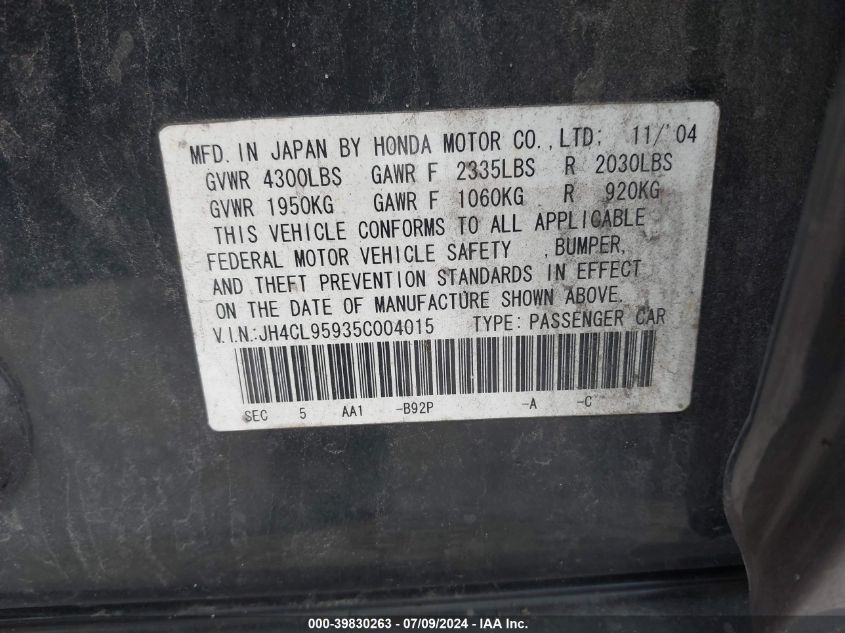 MFD. IN JAPAN BY HONDA MOTOR CO.,LTD: 11/'04
GVWR 4300LBS GAWR F 2335LBS R 2030LBS
GVWR 1950KG GAWR F 1060KG R 920KG
THIS VEHICLE CONFORMS TO ALL APPLICABLE
FEDERAL MOTOR VEHICLE SAFETY , BUMPER,
AND THEFT PREVENTION STANDARDS IN EFFECT
ON THE DATE OF MANUFACTURE SHOWN ABOVE.
V.I.N.:JH4CL95935C004015 TYPE: PASSENGER CAR
SEC 5 AA1 -B92P -A -C
000-39830263 - 07/09/2024 - IAA Inc.